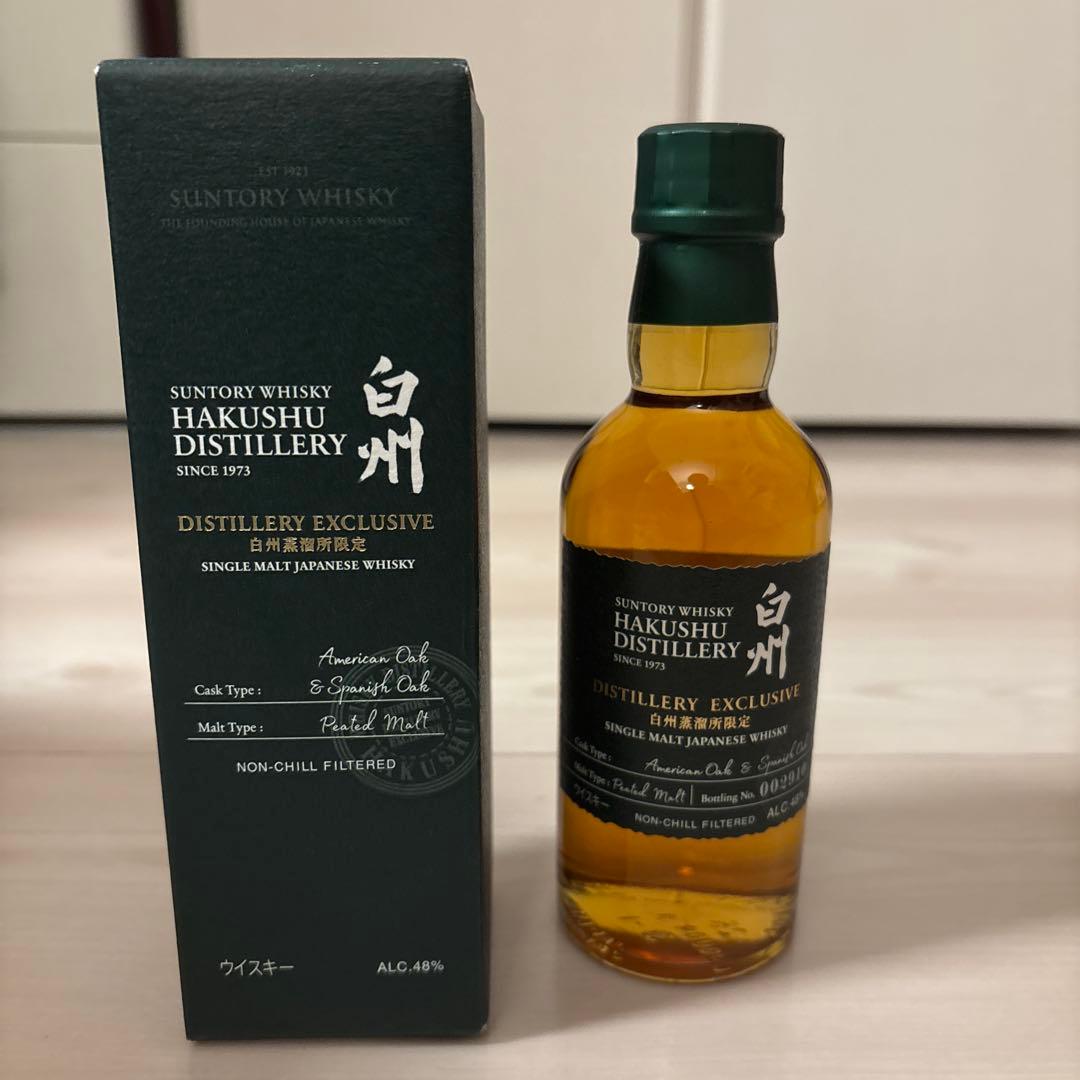 EST 1923
SUNTORY WHISKY
THE FOUNDING HOUSE OF JAPANESE WHISKY
SUNTORY WHISKY
HAKUSHU
DISTILLERY
SINCE 1973
白州
DISTILLERY EXCLUSIVE
白州蒸溜所限定
SINGLE MALT JAPANESE WHISKY
Cask Type : American Oak
& Spanish Oak
Malt Type : Peated Malt
NON-CHILL FILTERED
ウイスキー ALC.48%
SUNTORY WHISKY
HAKUSHU
DISTILLERY
SINCE 1973
白州
DISTILLERY EXCLUSIVE
白州蒸溜所限定
SINGLE MALT JAPANESE WHISKY
Cask Type : American Oak & Spanish Oak
Malt Type : Peated Malt Bottling No. 002910
ウイスキー NON-CHILL FILTERED ALC.48%